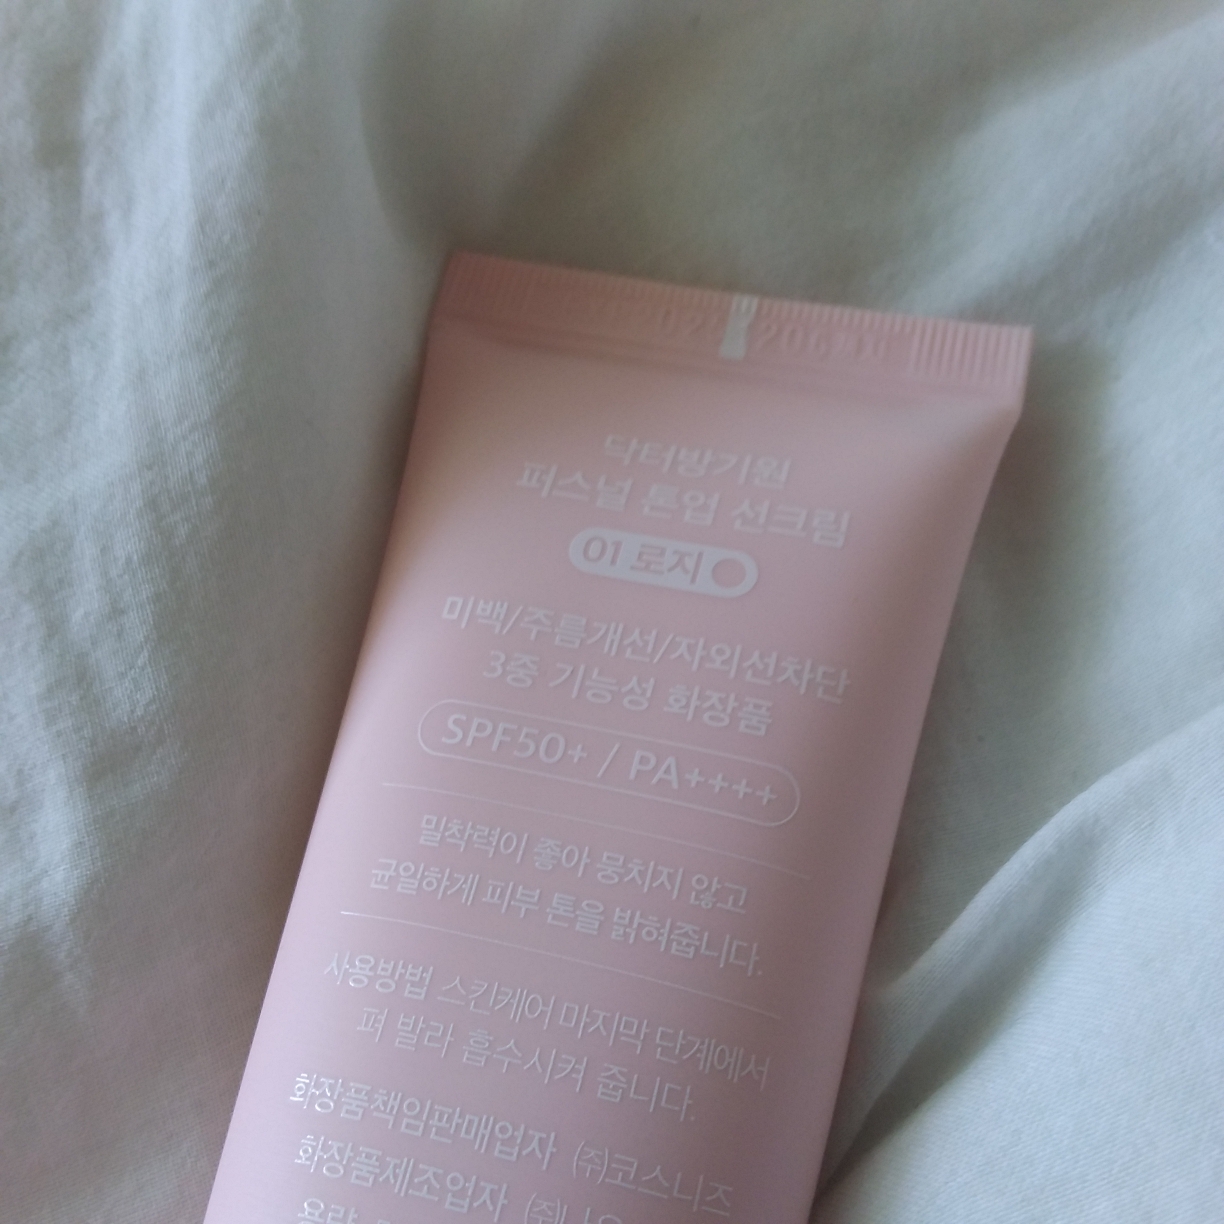 닥터방기원
퍼스널 톤업 선크림
01 로지
미백/주름개선/자외선차단
3중 기능성 화장품
SPF50+ / PA++++
밀착력이 좋아 뭉치지 않고
균일하게 피부 톤을 밝혀줍니다.
사용방법 스킨케어 마지막 단계에서
펴 발라 흡수시켜 줍니다.
화장품책임판매업자 (주)코스니즈
화장품제조업자
용량